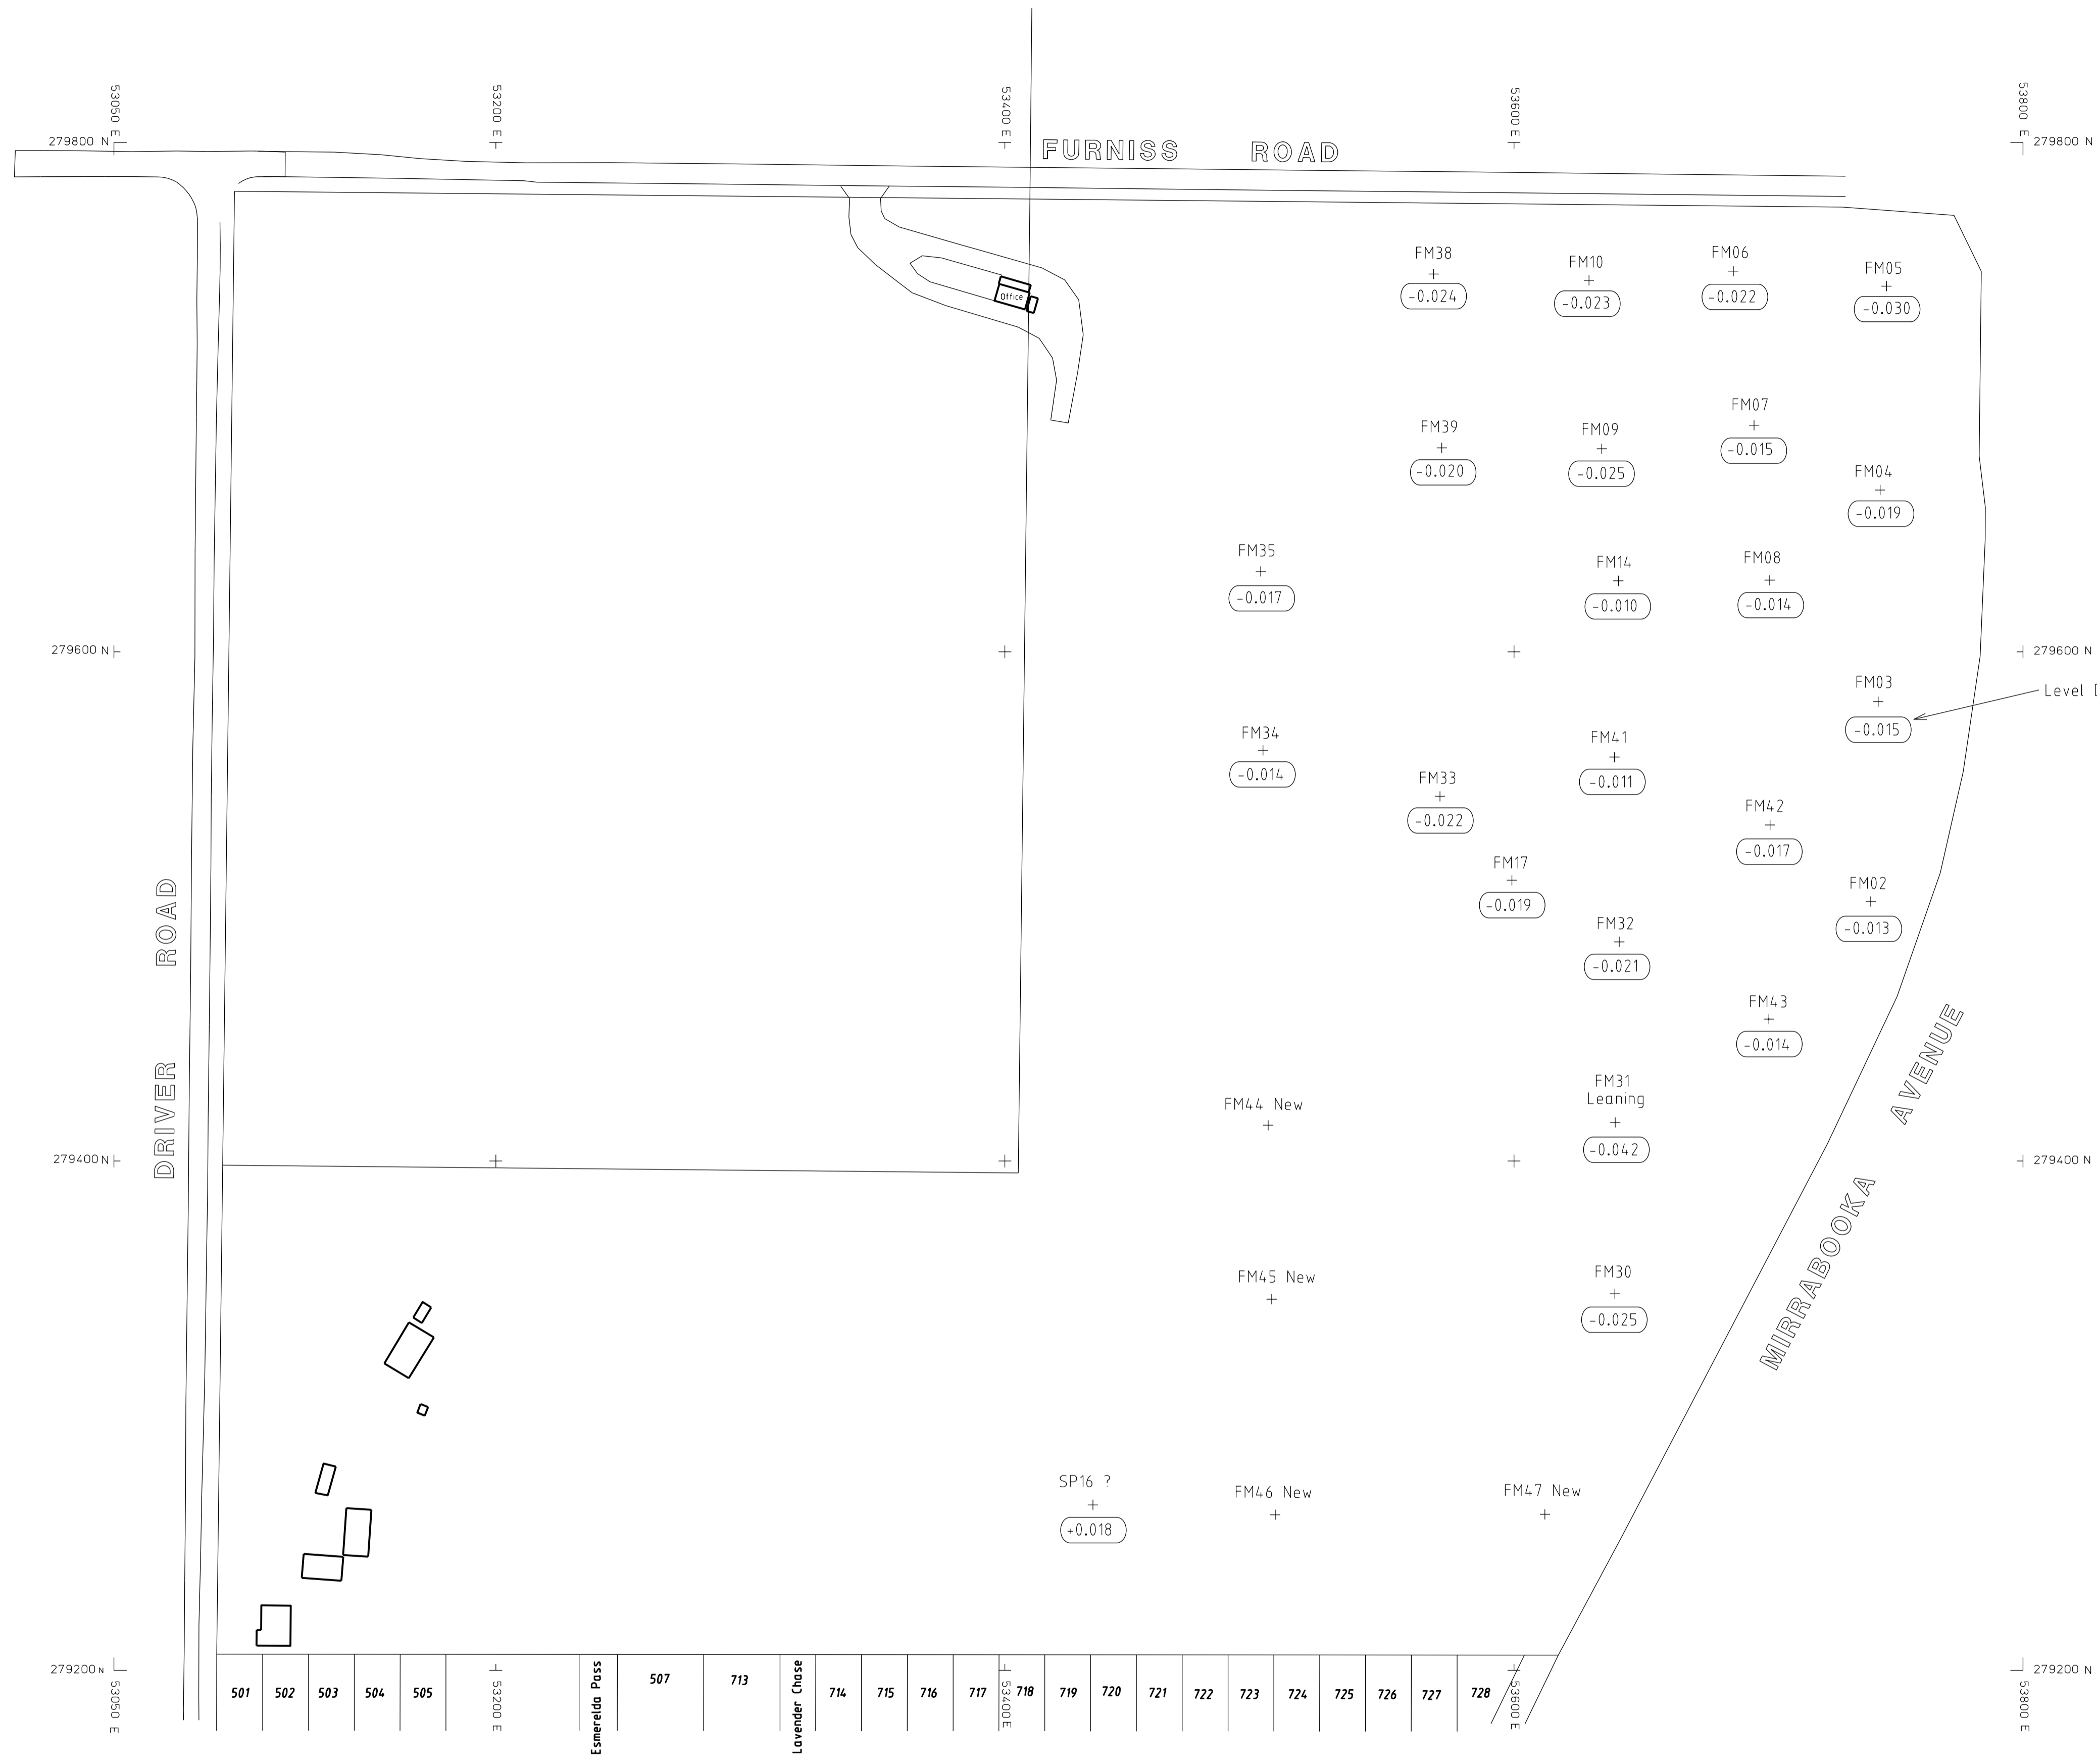 53050 E
53200 E
53400 E
53600 E
53800 E
279800 N
279800 N
FURNISS ROAD
Office
FM38
-0.024
FM10
-0.023
FM06
-0.022
FM05
-0.030
FM39
-0.020
FM09
-0.025
FM07
-0.015
FM04
-0.019
FM35
-0.017
FM14
-0.010
FM08
-0.014
279600 N
279600 N
FM03
-0.015
Level
FM34
-0.014
FM33
-0.022
FM41
-0.011
FM42
-0.017
FM17
-0.019
FM02
-0.013
FM32
-0.021
FM43
-0.014
DRIVER ROAD
MIRRABOOKA AVENUE
FM31
Leaning
-0.042
FM44 New
279400 N
279400 N
FM45 New
FM30
-0.025
SP16 ?
+0.018
FM46 New
FM47 New
279200 N
279200 N
501
502
503
504
505
Esmerelda Pass
507
713
Lavender Chase
714
715
716
717
718
719
720
721
722
723
724
725
726
727
728
53050 E
53200 E
53400 E
53600 E
53800 E